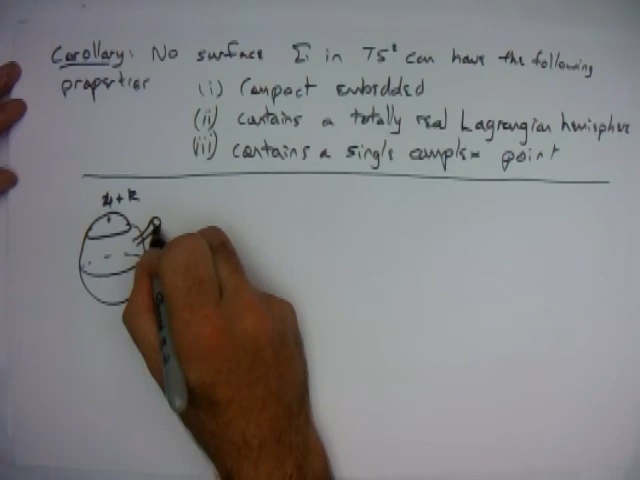 Corollary: No surface Σ in TS² can have the following
properties (i) Compact embedded
(ii) contains a totally real Lagrangian hemisphere
(iii) contains a single complex point
4+k